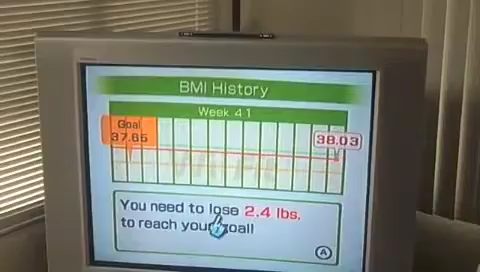 BMI History
Week 41
Goal
37.65
38.03
You need to lose 2.4 lbs.
to reach your goal!
A